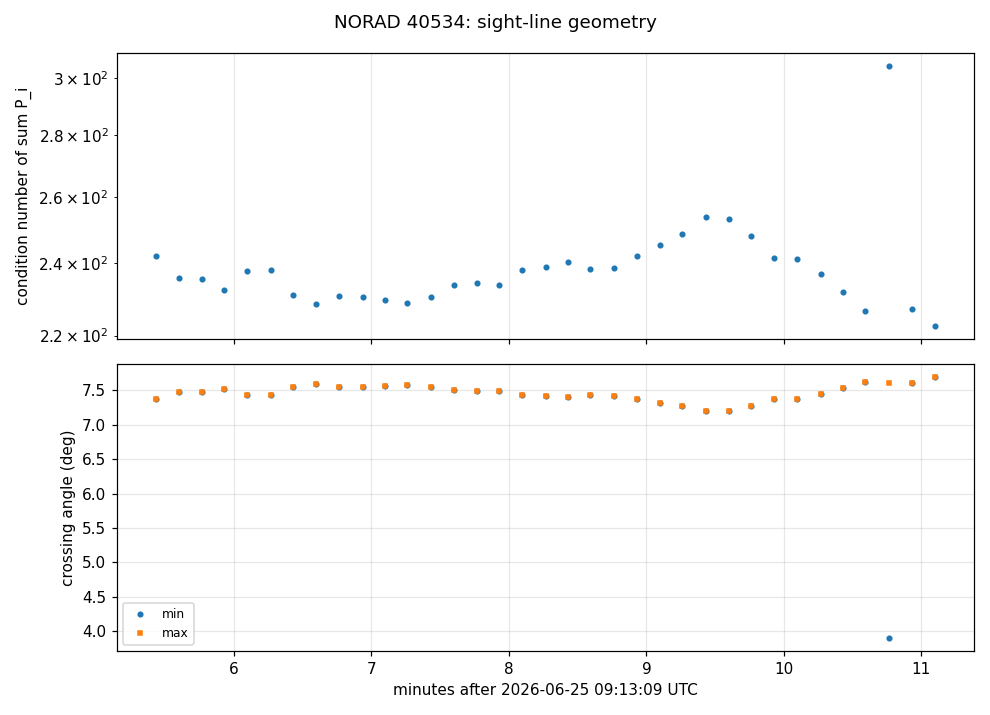 NORAD 40534: sight-line geometry
condition number of sum P_i
3 × 10²
2.8 × 10²
2.6 × 10²
2.4 × 10²
2.2 × 10²
crossing angle (deg)
7.5
7.0
6.5
6.0
5.5
5.0
4.5
4.0
min
max
6 7 8 9 10 11
minutes after 2026-06-25 09:13:09 UTC